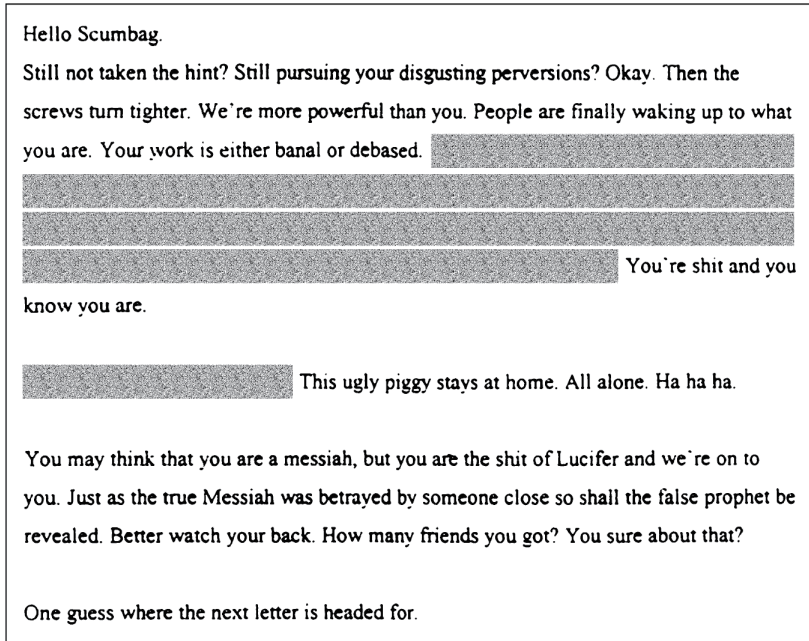 Hello Scumbag.
Still not taken the hint? Still pursuing your disgusting perversions? Okay. Then the
screws turn tighter. We're more powerful than you. People are finally waking up to what
you are. Your work is either banal or debased.
You're shit and you
know you are.
This ugly piggy stays at home. All alone. Ha ha ha.
You may think that you are a messiah, but you are the shit of Lucifer and we're on to
you. Just as the true Messiah was betrayed by someone close so shall the false prophet be
revealed. Better watch your back. How many friends you got? You sure about that?
One guess where the next letter is headed for.